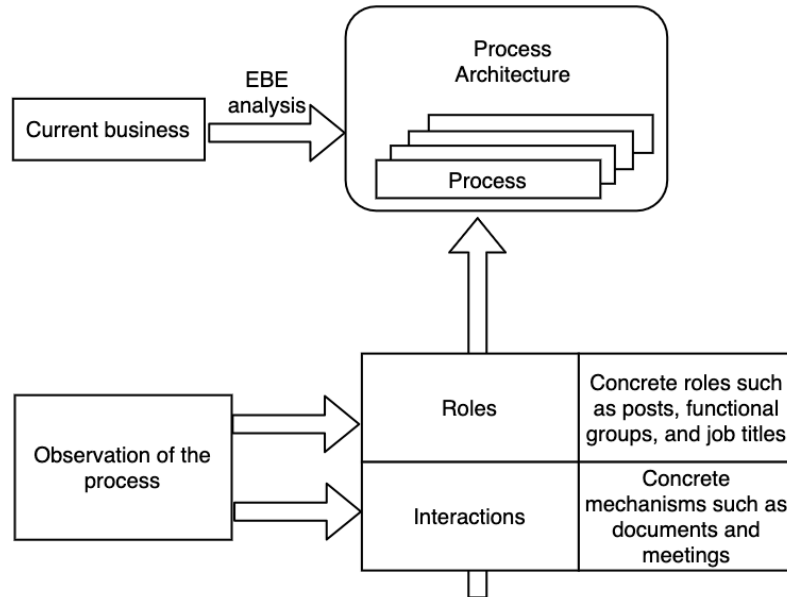 Process
Architecture
EBE
analysis
Current business
Process
Observation of the
process
Roles
Concrete roles such
as posts, functional
groups, and job titles
Interactions
Concrete
mechanisms such as
documents and
meetings